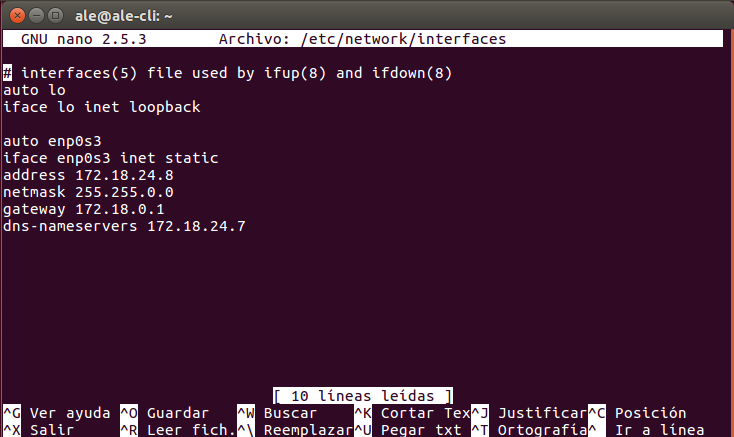 ale@ale-cli: ~
GNU nano 2.5.3 Archivo: /etc/network/interfaces
# interfaces(5) file used by ifup(8) and ifdown(8)
auto lo
iface lo inet loopback
auto enp0s3
iface enp0s3 inet static
address 172.18.24.8
netmask 255.255.0.0
gateway 172.18.0.1
dns-nameservers 172.18.24.7
[ 10 líneas leídas ]
^G Ver ayuda ^O Guardar ^W Buscar ^K Cortar Tex^J Justificar^C Posición
^X Salir ^R Leer fich.^\ Reemplazar^U Pegar txt ^T Ortografía^_ Ir a línea